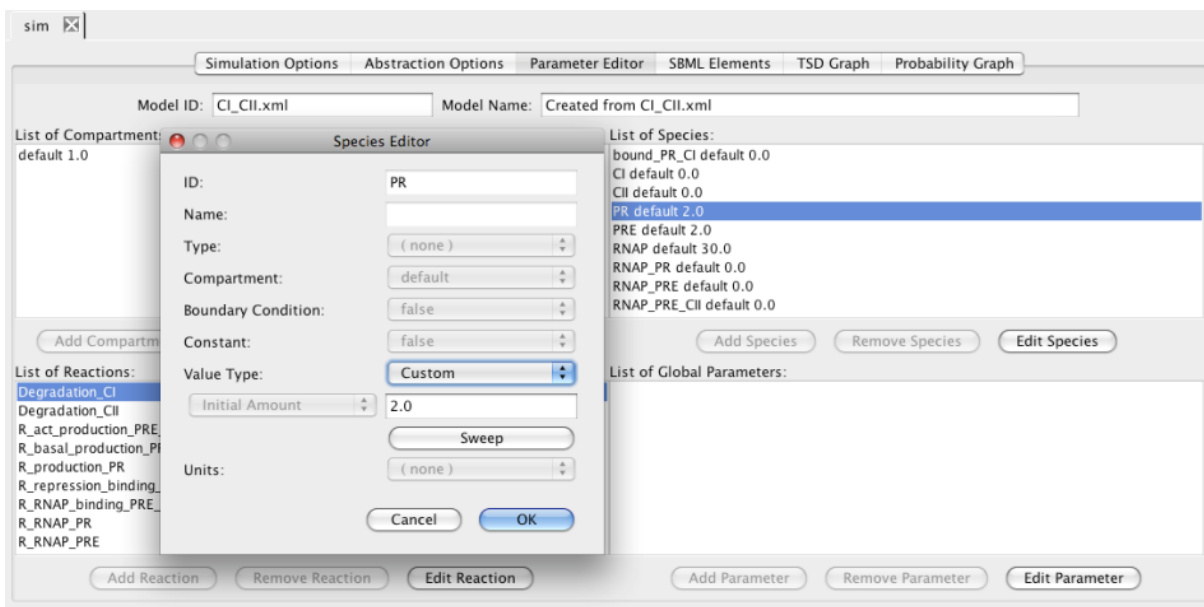 sim
Simulation Options Abstraction Options Parameter Editor SBML Elements TSD Graph Probability Graph
Model ID: CI_CII.xml Model Name: Created from CI_CII.xml
List of Compartment
default 1.0
Add Compartm
Species Editor
ID: PR
Name:
Type: ( none )
Compartment: default
Boundary Condition: false
Constant: false
Value Type: Custom
Initial Amount 2.0
Sweep
Units: ( none )
Cancel OK
List of Species:
bound_PR_CI default 0.0
CI default 0.0
CII default 0.0
PR default 2.0
PRE default 2.0
RNAP default 30.0
RNAP_PR default 0.0
RNAP_PRE default 0.0
RNAP_PRE_CII default 0.0
Add Species Remove Species Edit Species
List of Reactions:
Degradation_CI
Degradation_CII
R_act_production_PRE_
R_basal_production_PR
R_production_PR
R_repression_binding_
R_RNAP_binding_PRE_
R_RNAP_PR
R_RNAP_PRE
Add Reaction Remove Reaction Edit Reaction
List of Global Parameters:
Add Parameter Remove Parameter Edit Parameter